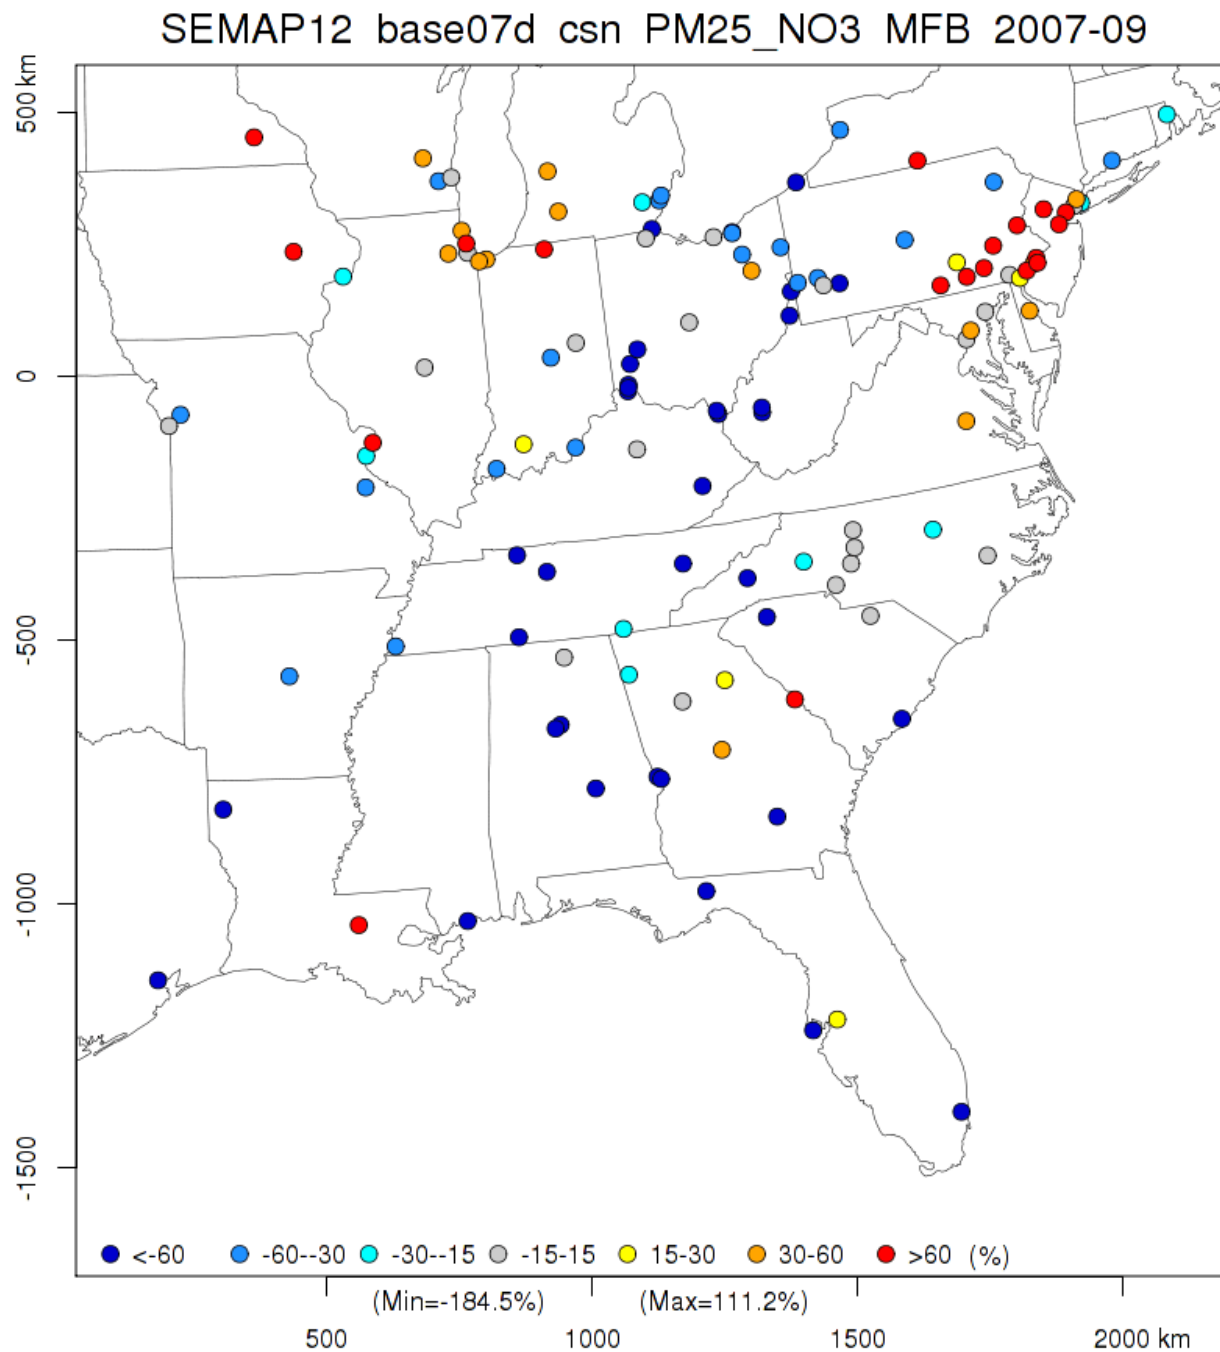 SEMAP12 base07d csn PM25_NO3 MFB 2007-09
500 km
0
-500
-1000
-1500
<-60 -60--30 -30--15 -15-15 15-30 30-60 >60 (%)
(Min=-184.5%) (Max=111.2%)
500 1000 1500 2000 km